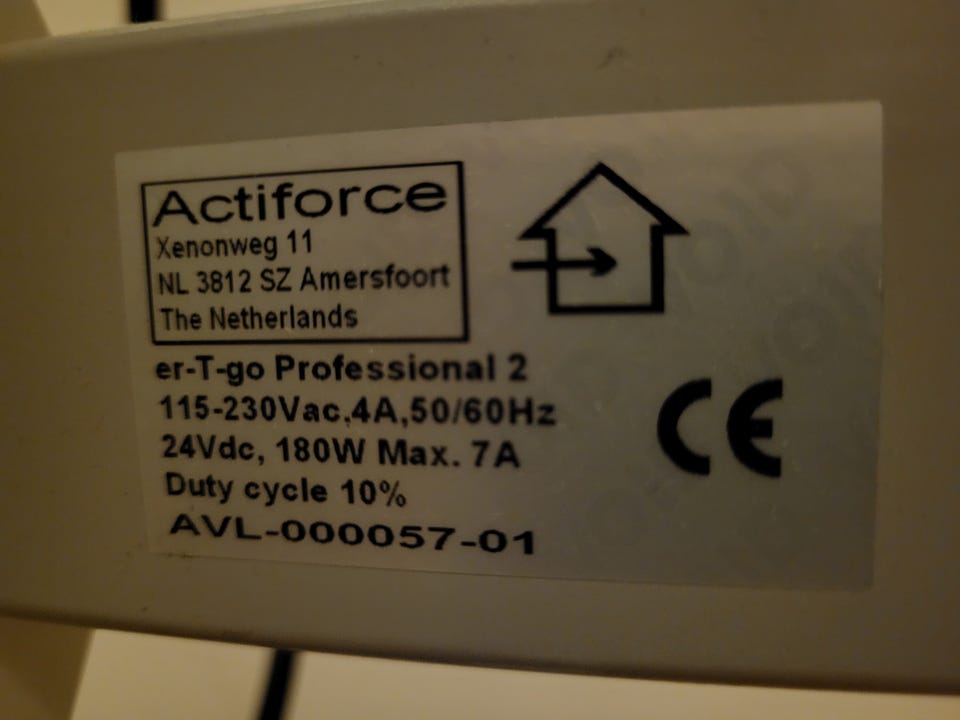 Actiforce
Xenonweg 11
NL 3812 SZ Amersfoort
The Netherlands
er-T-go Professional 2
115-230Vac,4A,50/60Hz
24Vdc, 180W Max. 7A
Duty cycle 10%
AVL-000057-01
CE